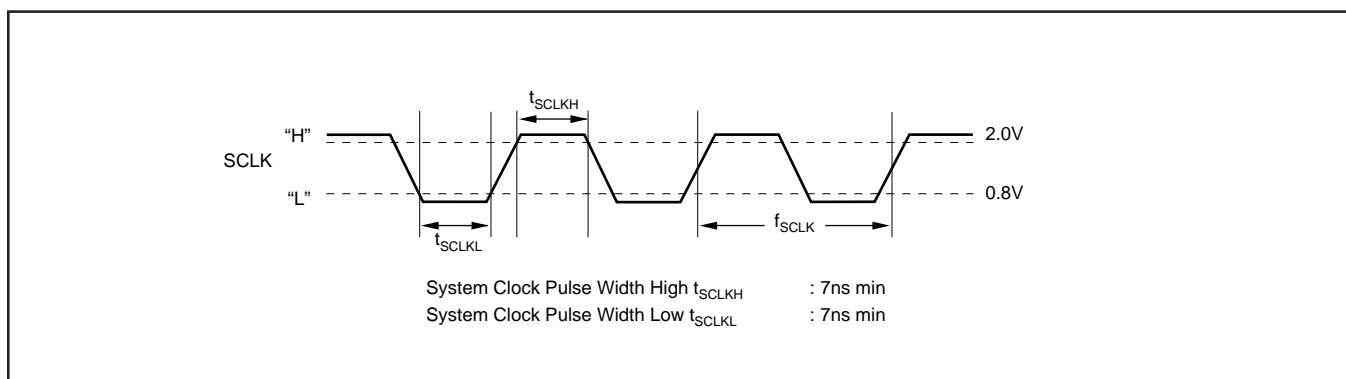 tSCLKH
“H”
2.0V
SCLK
“L”
0.8V
tSCLKL
fSCLK
System Clock Pulse Width High tSCLKH : 7ns min
System Clock Pulse Width Low tSCLKL : 7ns min